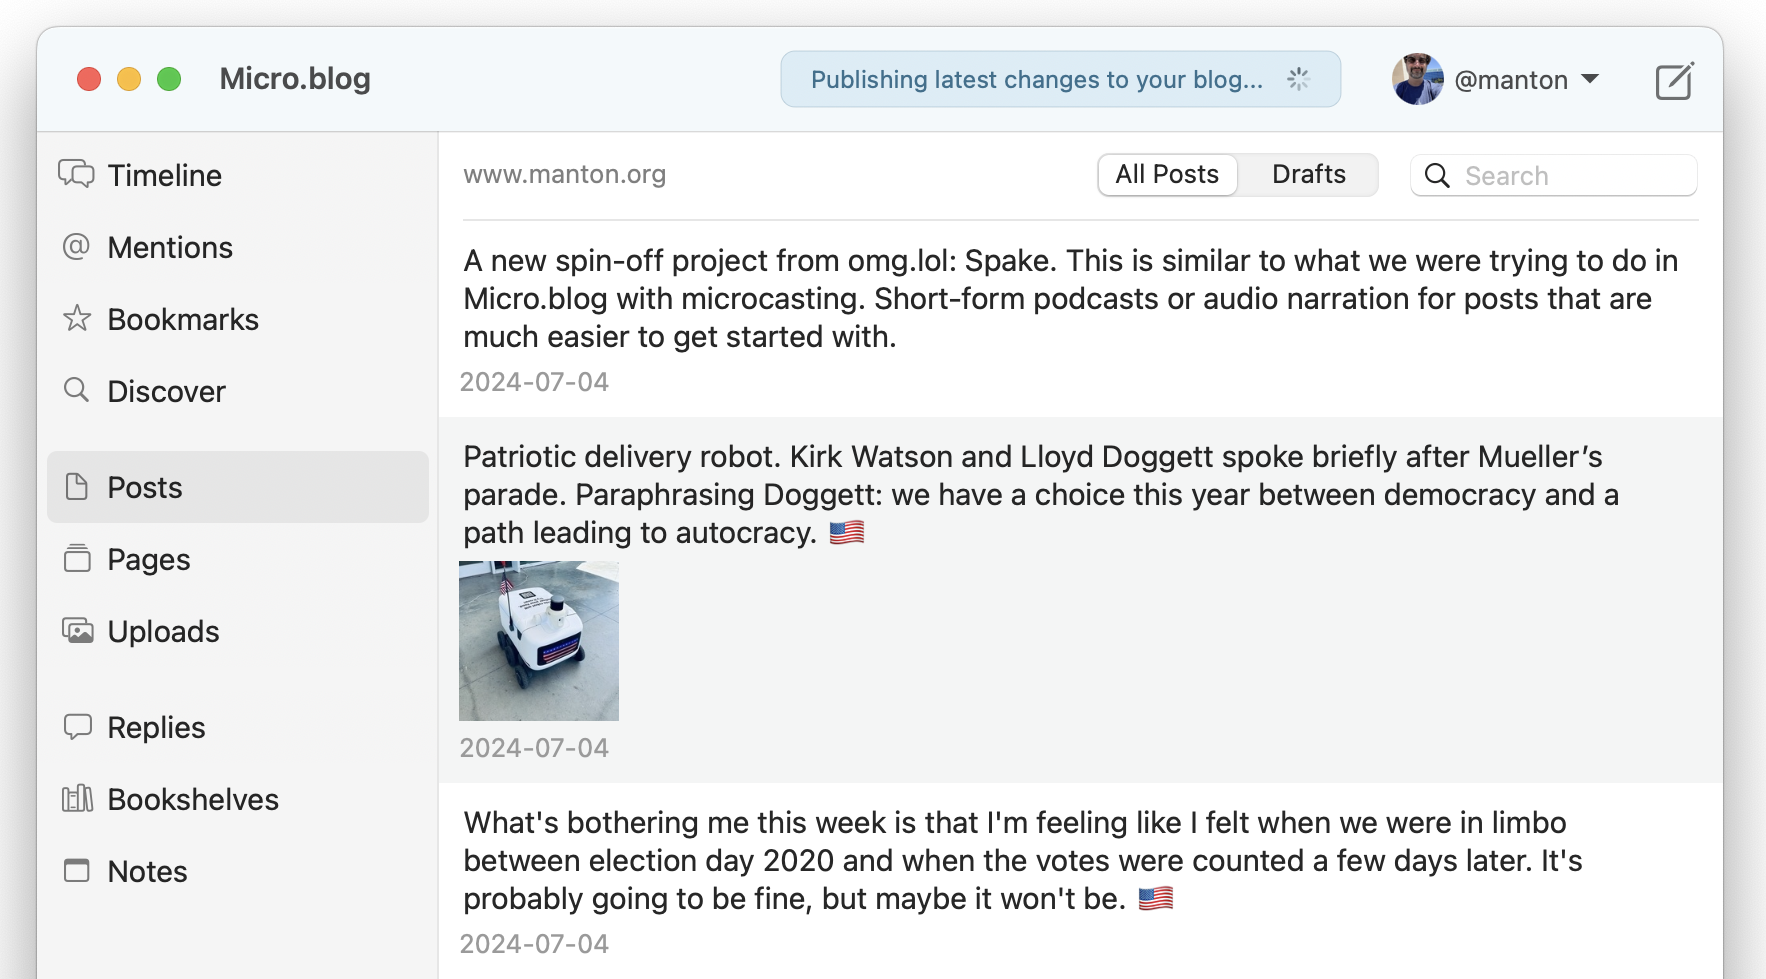 Micro.blog
Publishing latest changes to your blog...
@manton
Timeline
Mentions
Bookmarks
Discover
Posts
Pages
Uploads
Replies
Bookshelves
Notes
www.manton.org
All Posts
Drafts
Search
A new spin-off project from omg.lol: Spake. This is similar to what we were trying to do in
Micro.blog with microcasting. Short-form podcasts or audio narration for posts that are
much easier to get started with.
2024-07-04
Patriotic delivery robot. Kirk Watson and Lloyd Doggett spoke briefly after Mueller’s
parade. Paraphrasing Doggett: we have a choice this year between democracy and a
path leading to autocracy. 🇺🇸
2024-07-04
What's bothering me this week is that I'm feeling like I felt when we were in limbo
between election day 2020 and when the votes were counted a few days later. It's
probably going to be fine, but maybe it won't be. 🇺🇸
2024-07-04